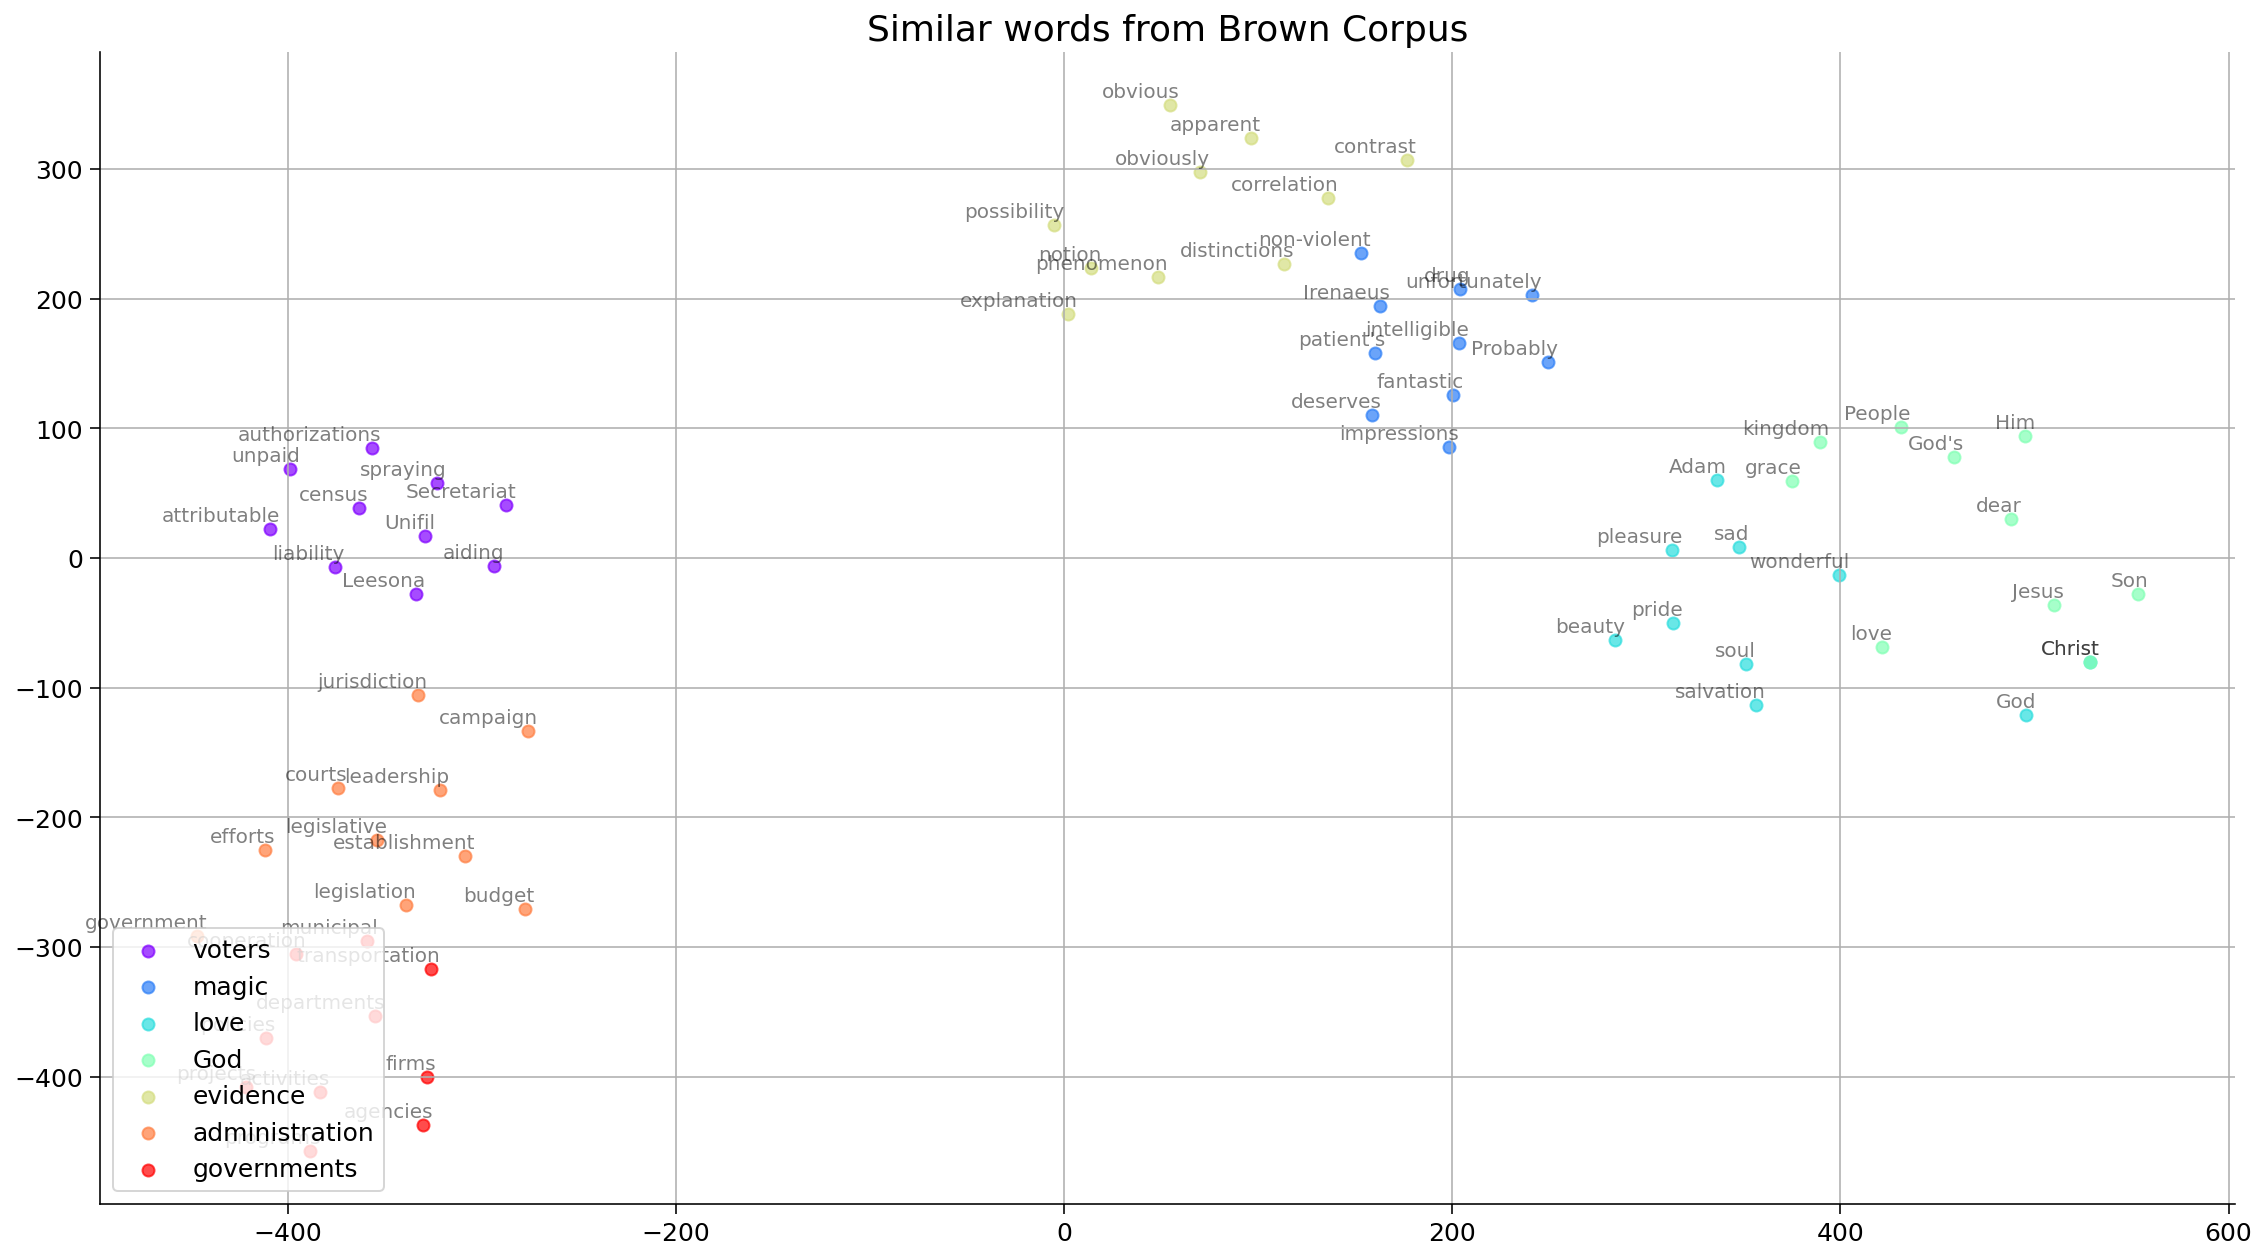 Similar words from Brown Corpus
obvious
apparent
contrast
obviously
correlation
possibility
non-violent
notion
distinctions
phenomenon
drug
unfortunately
explanation
Irenaeus
intelligible
patient's
Probably
fantastic
deserves
Impressions
authorizations
unpaid
spraying
census
Secretariat
attributable
Unifil
liability
aiding
Leesona
People
kingdom
Him
God's
Adam
grace
dear
pleasure
sad
wonderful
Jesus
Son
pride
beauty
love
soul
Christ
salvation
God
jurisdiction
campaign
courts
leadership
legislative
efforts
establishment
legislation
budget
government
municipal
cooperation
transportation
departments
firms
projects
activities
agencies
voters
magic
love
God
evidence
administration
governments
300
200
100
0
−100
−200
−300
−400
−400
−200
0
200
400
600